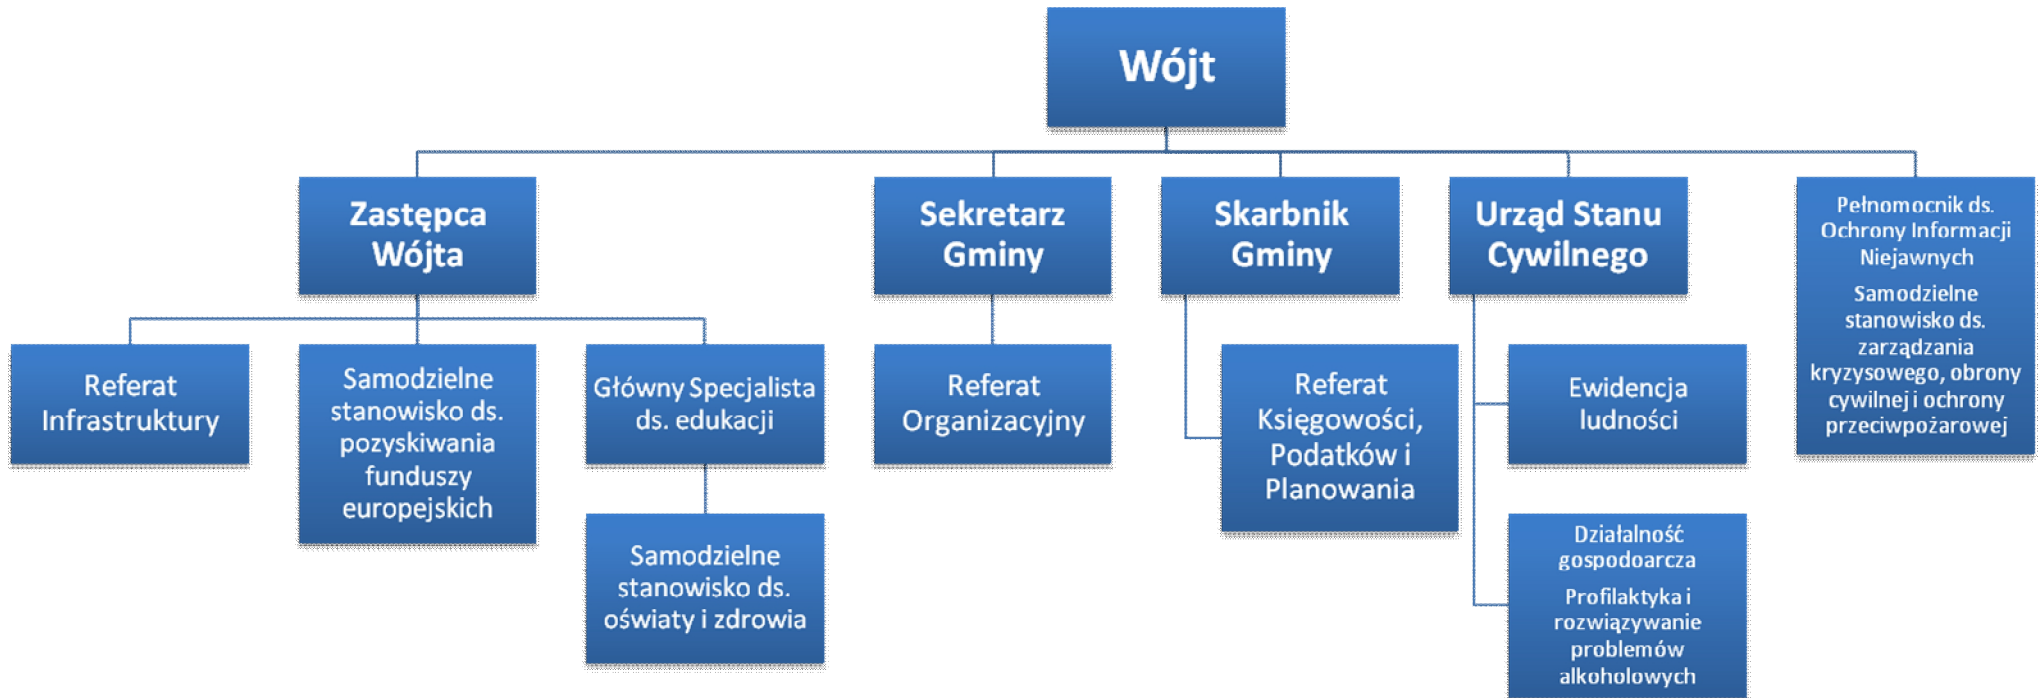 Wójt
Zastępca
Wójta
Sekretarz
Gminy
Skarbnik
Gminy
Urząd Stanu
Cywilnego
Pełnomocnik ds.
Ochrony Informacji
Niejawnych
Samodzielne
stanowisko ds.
zarządzania
kryzysowego, obrony
cywilnej i ochrony
przeciwpożarowej
Referat
Infrastruktury
Samodzielne
stanowisko ds.
pozyskiwania
funduszy
europejskich
Główny Specjalista
ds. edukacji
Referat
Organizacyjny
Referat
Księgowości,
Podatków i
Planowania
Ewidencja
ludności
Samodzielne
stanowisko ds.
oświaty i zdrowia
Działalność
gospodoarcza
Profilaktyka i
rozwiązywanie
problemów
alkoholowych